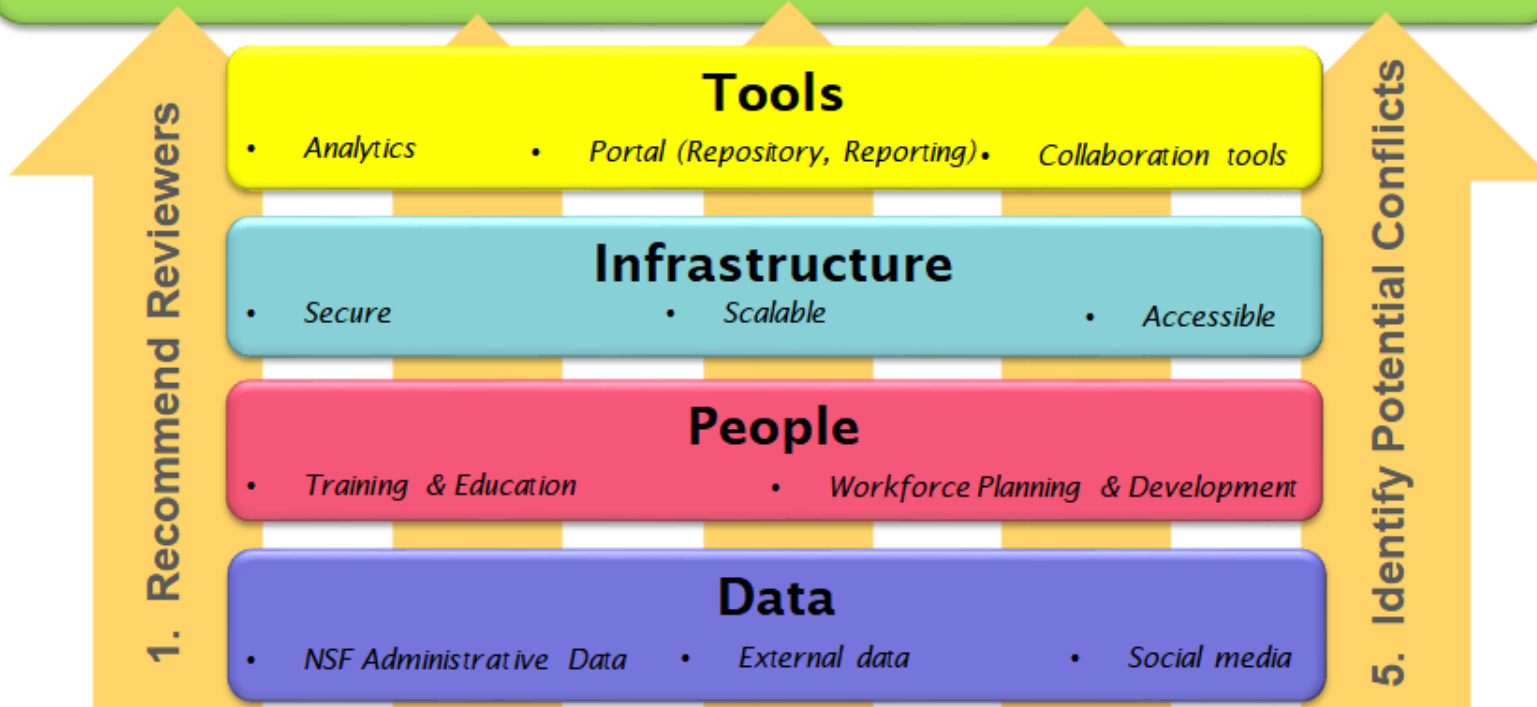 Tools
• Analytics • Portal (Repository, Reporting) • Collaboration tools
Infrastructure
• Secure • Scalable • Accessible
People
• Training & Education • Workforce Planning & Development
Data
• NSF Administrative Data • External data • Social media
1. Recommend Reviewers
5. Identify Potential Conflicts